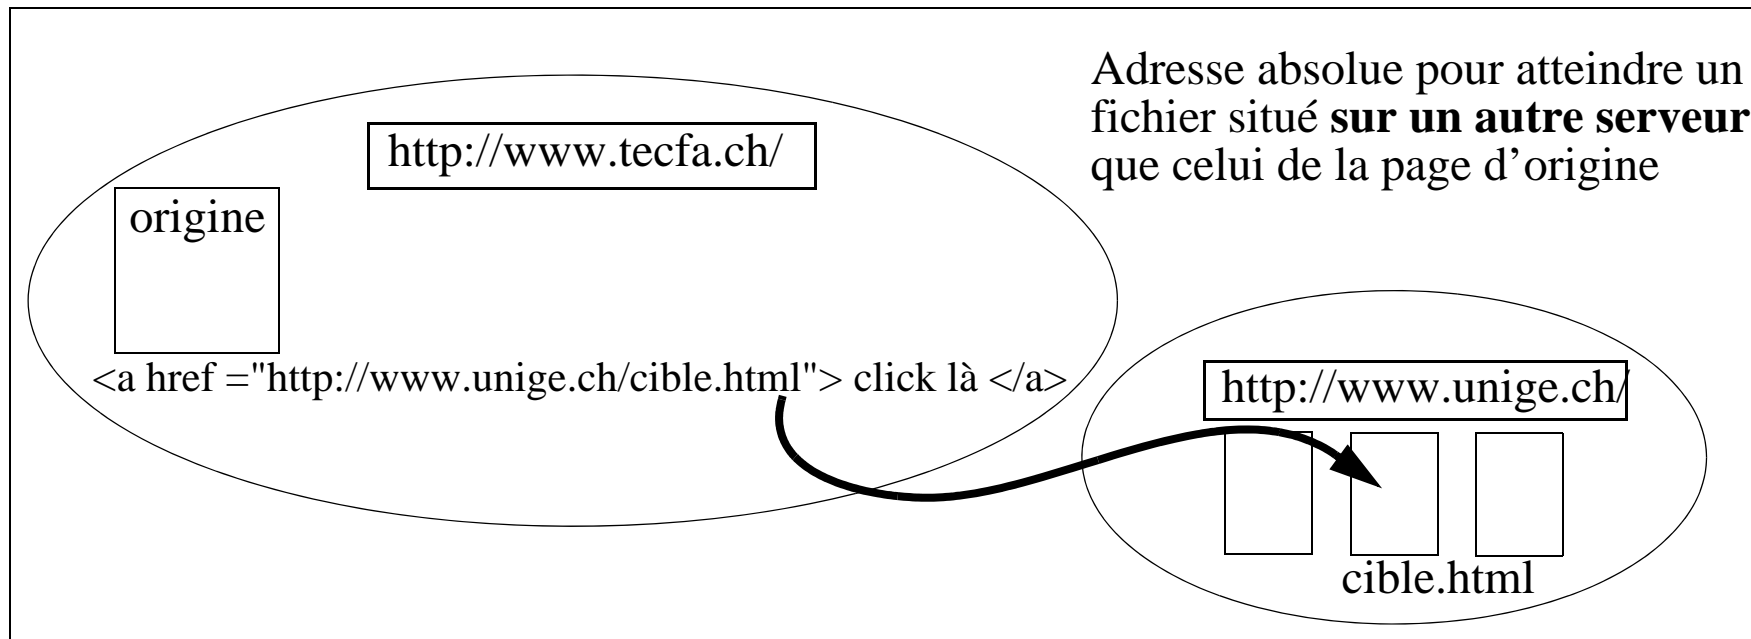 Adresse absolue pour atteindre un
fichier situé sur un autre serveur
que celui de la page d’origine
http://www.tecfa.ch/
origine
<a href ="http://www.unige.ch/cible.html"> click là </a>
http://www.unige.ch/
cible.html